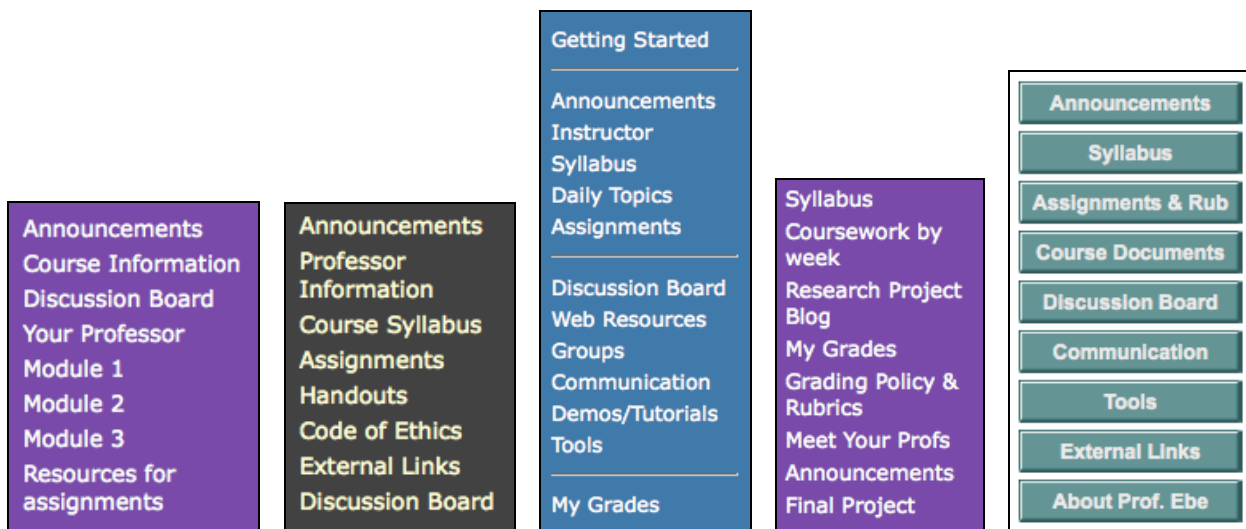 Announcements
Course Information
Discussion Board
Your Professor
Module 1
Module 2
Module 3
Resources for
assignments
Announcements
Professor
Information
Course Syllabus
Assignments
Handouts
Code of Ethics
External Links
Discussion Board
Getting Started
Announcements
Instructor
Syllabus
Daily Topics
Assignments
Discussion Board
Web Resources
Groups
Communication
Demos/Tutorials
Tools
My Grades
Syllabus
Coursework by
week
Research Project
Blog
My Grades
Grading Policy &
Rubrics
Meet Your Profs
Announcements
Final Project
Announcements
Syllabus
Assignments & Rub
Course Documents
Discussion Board
Communication
Tools
External Links
About Prof. Ebe